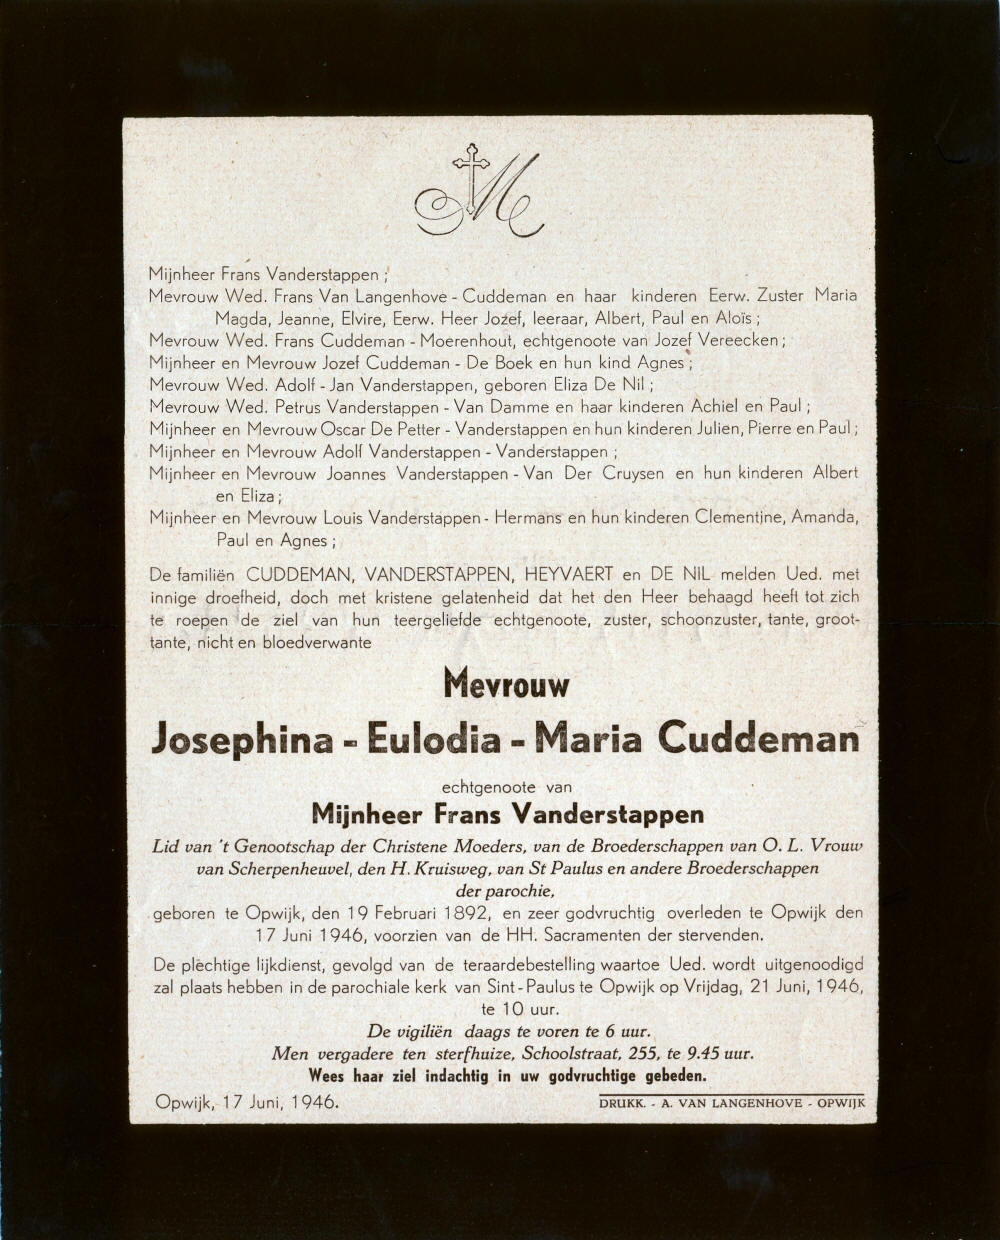 M
Mijnheer Frans Vanderstappen ;
Mevrouw Wed. Frans Van Langenhove - Cuddeman en haar kinderen Eerw. Zuster Maria
Magda, Jeanne, Elvire, Eerw. Heer Jozef, leeraar, Albert, Paul en Aloïs ;
Mevrouw Wed. Frans Cuddeman - Moerenhout, echtgenoote van Jozef Vereecken ;
Mijnheer en Mevrouw Jozef Cuddeman - De Boek en hun kind Agnes ;
Mevrouw Wed. Adolf - Jan Vanderstappen, geboren Eliza De Nil ;
Mevrouw Wed. Petrus Vanderstappen - Van Damme en haar kinderen Achiel en Paul ;
Mijnheer en Mevrouw Oscar De Petter - Vanderstappen en hun kinderen Julien, Pierre en Paul ;
Mijnheer en Mevrouw Adolf Vanderstappen - Vanderstappen ;
Mijnheer en Mevrouw Joannes Vanderstappen - Van Der Cruysen en hun kinderen Albert
en Eliza ;
Mijnheer en Mevrouw Louis Vanderstappen - Hermans en hun kinderen Clementine, Amanda,
Paul en Agnes ;
De familiën CUDDEMAN, VANDERSTAPPEN, HEYVAERT en DE NIL melden Ued. met
innige droefheid, doch met kristene gelatenheid dat het den Heer behaagd heeft tot zich
te roepen de ziel van hun teergeliefde echtgenoote, zuster, schoonzuster, tante, groot-
tante, nicht en bloedverwante
Mevrouw
Josephina - Eulodia - Maria Cuddeman
echtgenoote van
Mijnheer Frans Vanderstappen
Lid van 't Genootschap der Christene Moeders, van de Broederschappen van O. L. Vrouw
van Scherpenheuvel, den H. Kruisweg, van St Paulus en andere Broederschappen
der parochie,
geboren te Opwijk, den 19 Februari 1892, en zeer godvruchtig overleden te Opwijk den
17 Juni 1946, voorzien van de HH. Sacramenten der stervenden.
De plechtige lijkdienst, gevolgd van de teraardebestelling waartoe Ued. wordt uitgenoodigd
zal plaats hebben in de parochiale kerk van Sint-Paulus te Opwijk op Vrijdag, 21 Juni, 1946,
te 10 uur.
De vigiliën daags te voren te 6 uur.
Men vergadere ten sterfhuize, Schoolstraat, 255, te 9.45 uur.
Wees haar ziel indachtig in uw godvruchtige gebeden.
Opwijk, 17 Juni, 1946.
DRUKK. - A. VAN LANGENHOVE - OPWIJK